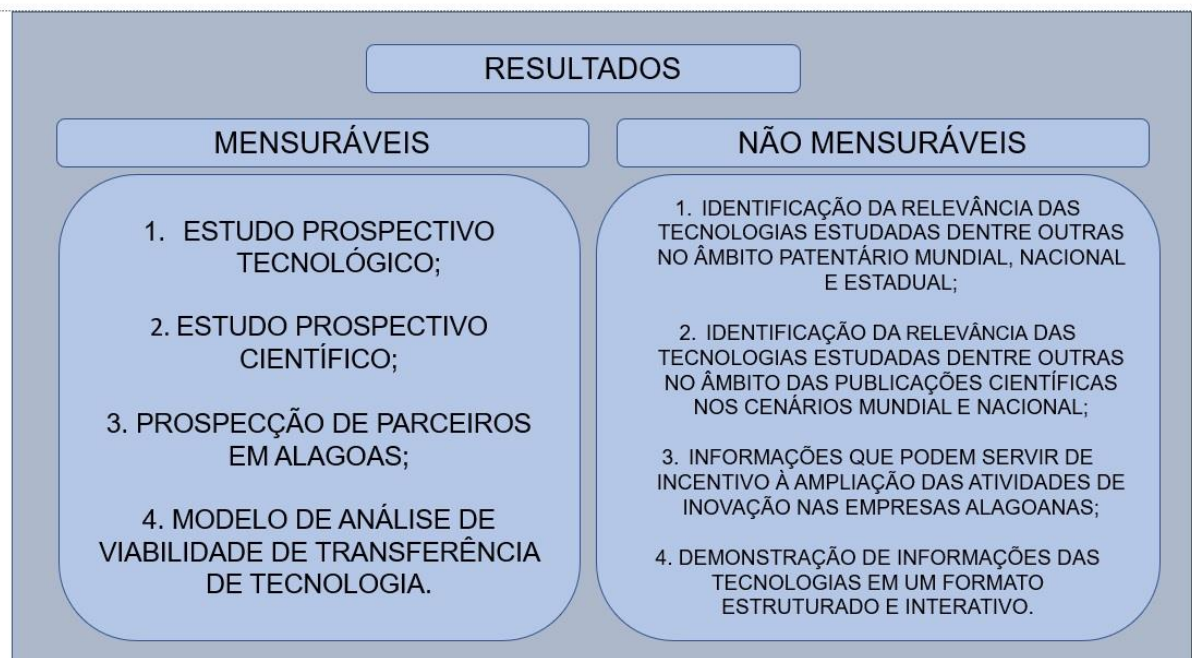 RESULTADOS
MENSURÁVEIS
1. ESTUDO PROSPECTIVO
TECNOLÓGICO;
2. ESTUDO PROSPECTIVO
CIENTÍFICO;
3. PROSPECÇÃO DE PARCEIROS
EM ALAGOAS;
4. MODELO DE ANÁLISE DE
VIABILIDADE DE TRANSFERÊNCIA
DE TECNOLOGIA.
NÃO MENSURÁVEIS
1. IDENTIFICAÇÃO DA RELEVÂNCIA DAS
TECNOLOGIAS ESTUDADAS DENTRE OUTRAS
NO ÂMBITO PATENTÁRIO MUNDIAL, NACIONAL
E ESTADUAL;
2. IDENTIFICAÇÃO DA RELEVÂNCIA DAS
TECNOLOGIAS ESTUDADAS DENTRE OUTRAS
NO ÂMBITO DAS PUBLICAÇÕES CIENTÍFICAS
NOS CENÁRIOS MUNDIAL E NACIONAL;
3. INFORMAÇÕES QUE PODEM SERVIR DE
INCENTIVO À AMPLIAÇÃO DAS ATIVIDADES DE
INOVAÇÃO NAS EMPRESAS ALAGOANAS;
4. DEMONSTRAÇÃO DE INFORMAÇÕES DAS
TECNOLOGIAS EM UM FORMATO
ESTRUTURADO E INTERATIVO.